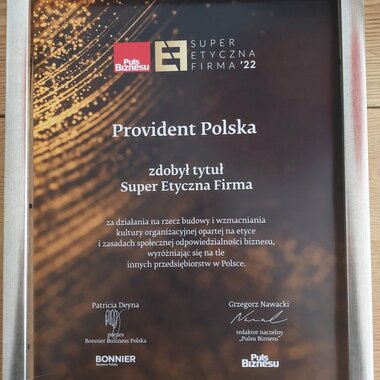 Puls
Biznesu
SUPER
ETYCZNA
FIRMA '22
Provident Polska
zdobył tytuł
Super Etyczna Firma
za działania na rzecz budowy i wzmacniania
kultury organizacyjnej opartej na etyce
i zasadach społecznej odpowiedzialności biznesu,
wyróżniając się na tle
innych przedsiębiorstw w Polsce.
Patricia Deyna
prezes
Bonnier Business Polska
Grzegorz Nawacki
redaktor naczelny
„Pulsu Biznesu”
BONNIER
Business Polska
Puls
Biznesu